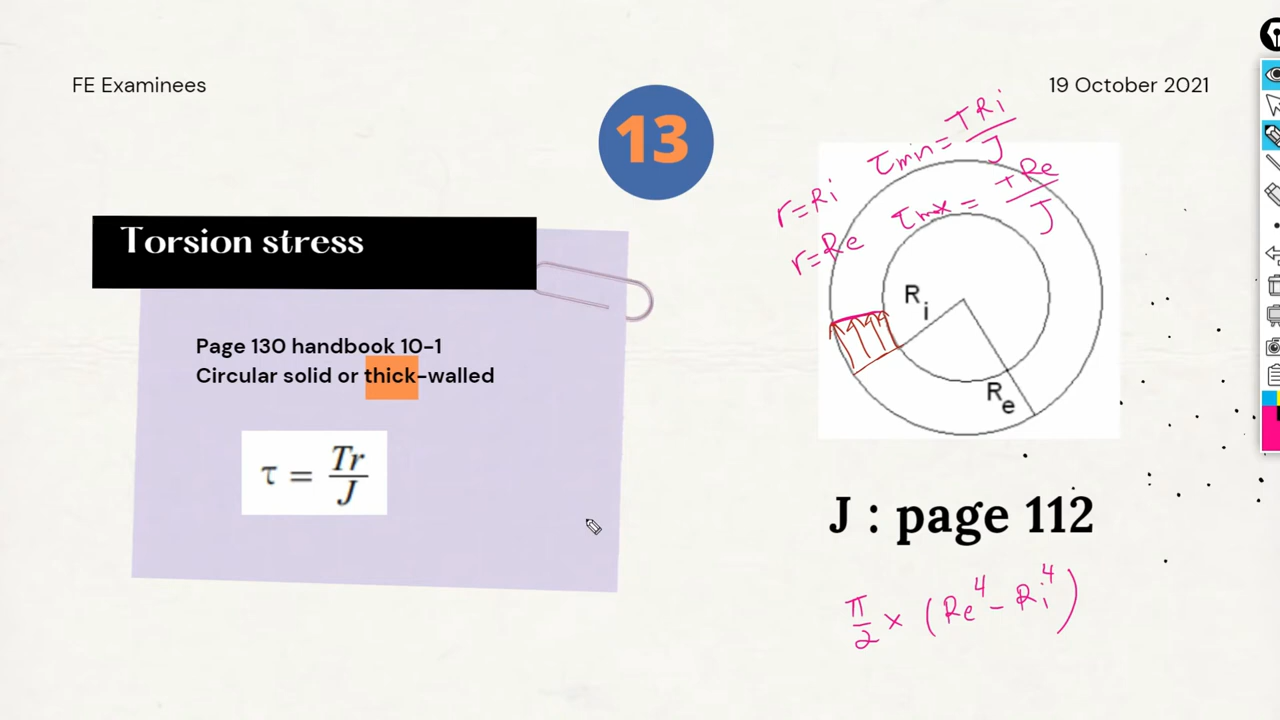 FE Examinees
19 October 2021
13
Torsion stress
Page 130 handbook 10-1
Circular solid or thick-walled
τ = Tr/J
r=Ri τmin= TRi/J
r=Re τmax = TRe/J
Ri
Re
J : page 112
π/2 × (Re⁴ - Ri⁴)